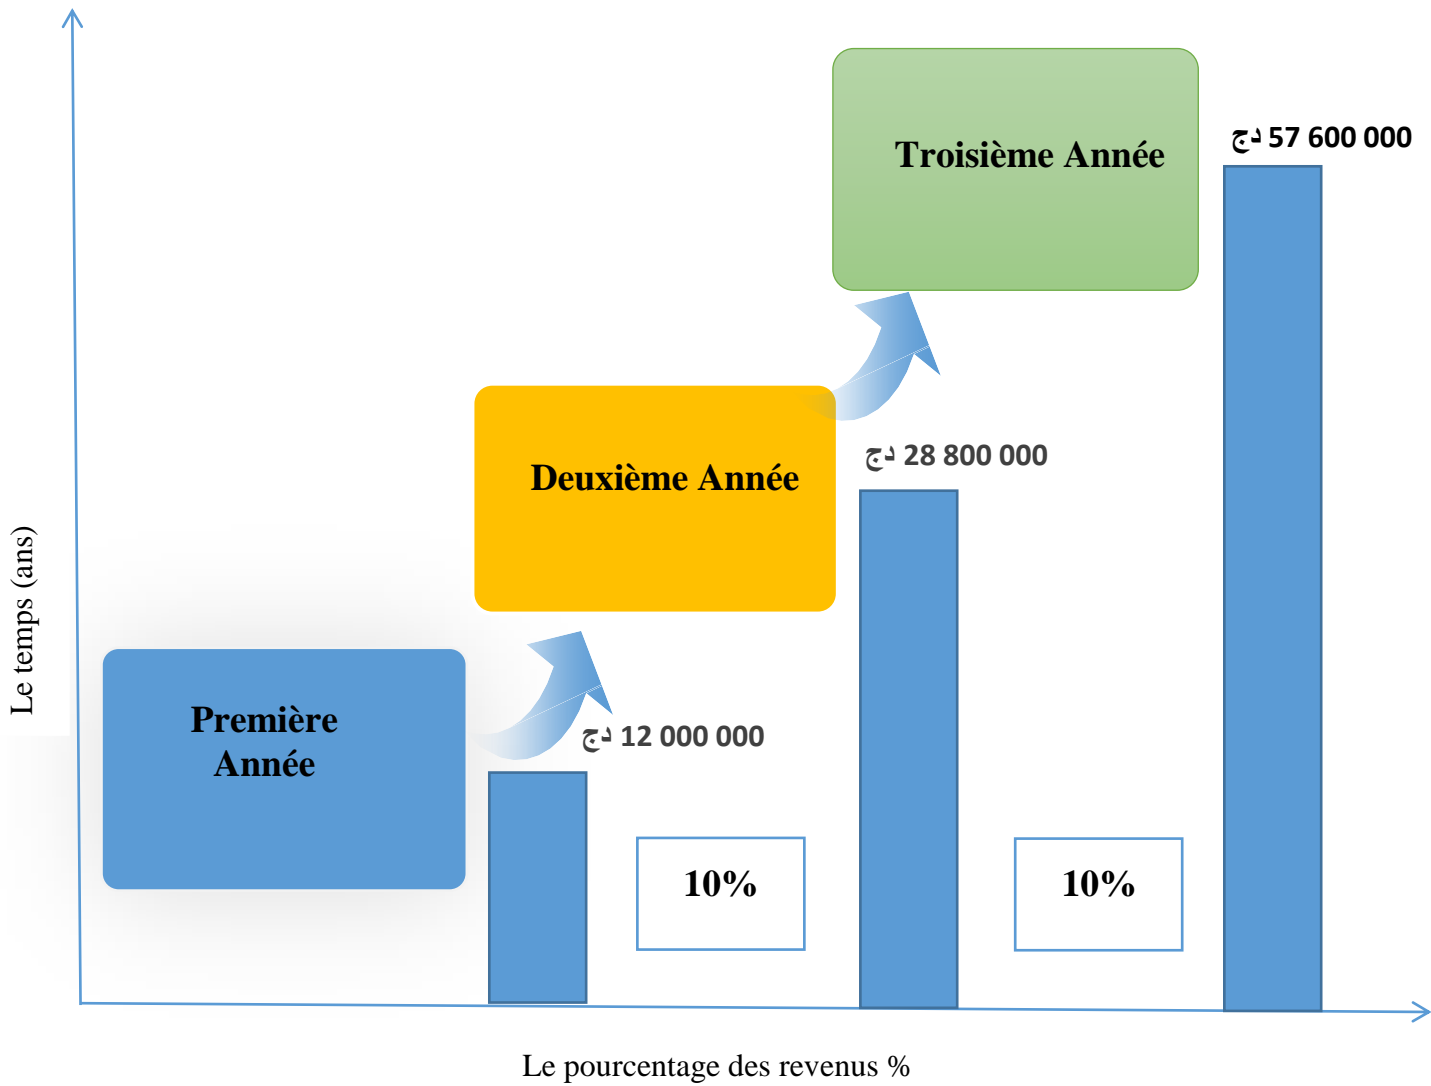 57 600 000 دج
Troisième Année
28 800 000 دج
Deuxième Année
12 000 000 دج
Première
Année
10%
10%
Le temps (ans)
Le pourcentage des revenus %